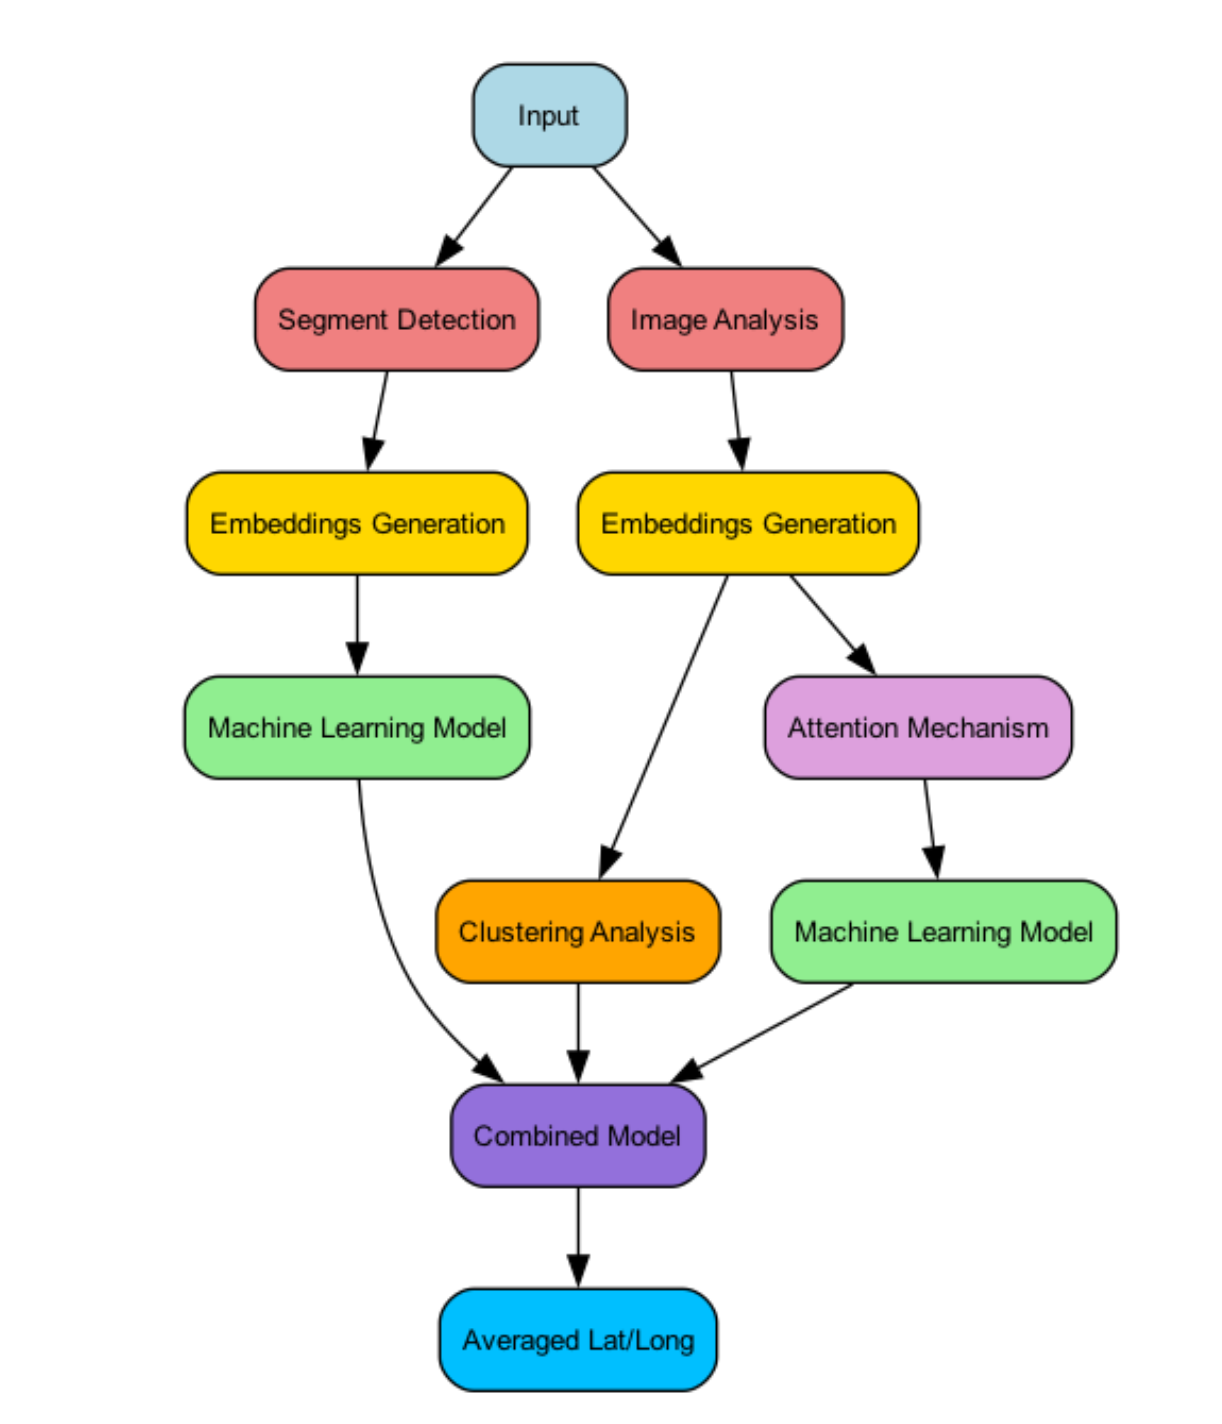 Input
Segment Detection
Image Analysis
Embeddings Generation
Embeddings Generation
Machine Learning Model
Attention Mechanism
Clustering Analysis
Machine Learning Model
Combined Model
Averaged Lat/Long